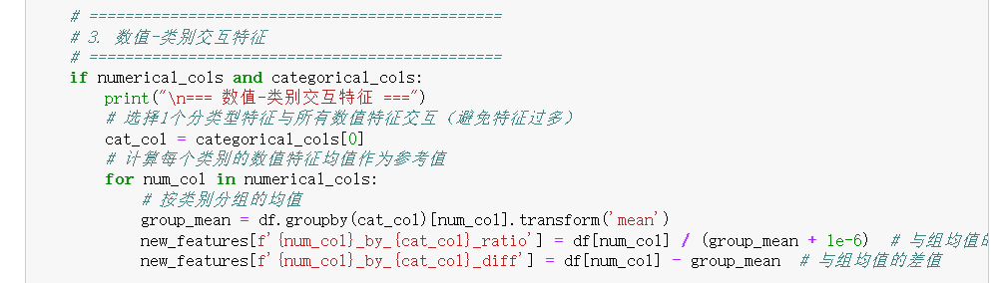 # ==============================================
# 3. 数值-类别交互特征
# ==============================================
if numerical_cols and categorical_cols:
print("\n=== 数值-类别交互特征 ===")
# 选择1个分类型特征与所有数值特征交互（避免特征过多）
cat_col = categorical_cols[0]
# 计算每个类别的数值特征均值作为参考值
for num_col in numerical_cols:
# 按类别分组的均值
group_mean = df.groupby(cat_col)[num_col].transform('mean')
new_features[f'{num_col}_by_{cat_col}_ratio'] = df[num_col] / (group_mean + 1e-6)  # 与组均值的
new_features[f'{num_col}_by_{cat_col}_diff'] = df[num_col] - group_mean  # 与组均值的差值